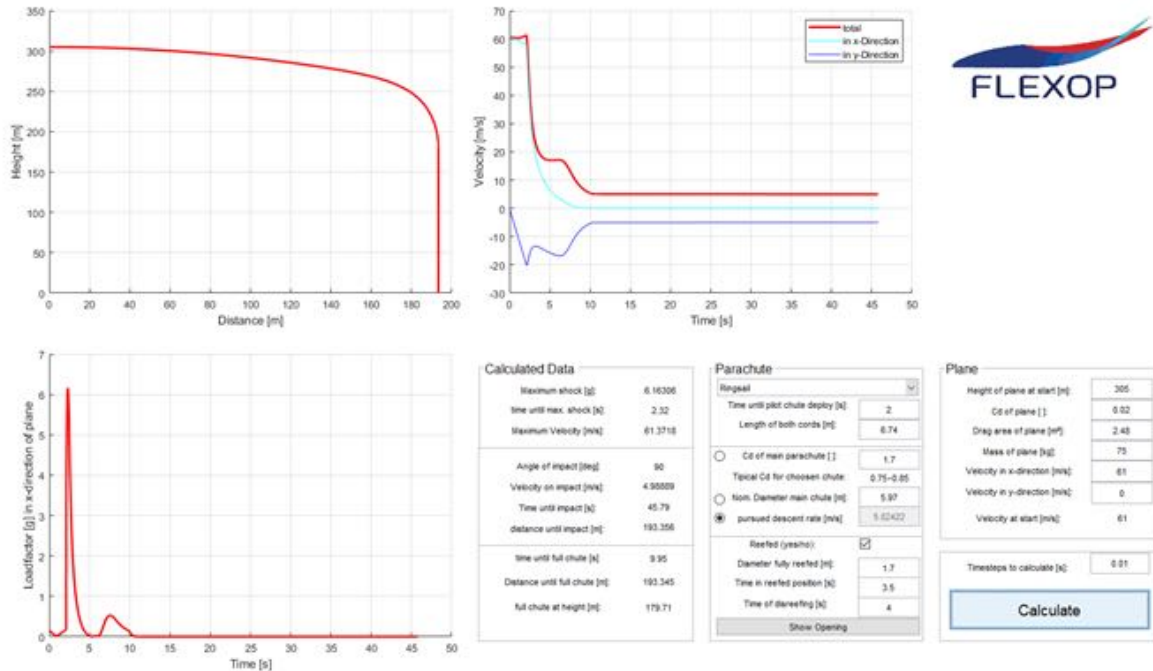 350
300
250
200
150
100
50
0
Height [m]
0 20 40 60 80 100 120 140 160 180 200
Distance [m]
70
60
50
40
30
20
10
0
-10
-20
-30
Velocity [m/s]
0 5 10 15 20 25 30 35 40 45 50
Time [s]
total
in x-Direction
in y-Direction
FLEXOP
7
6
5
4
3
2
1
0
Loadfactor [g] in x-direction of plane
0 5 10 15 20 25 30 35 40 45 50
Time [s]
Calculated Data
Maximum shock [g]: 6.16306
time until max. shock [s]: 2.32
Maximum Velocity [m/s]: 61.3718
Angle of impact [deg] 90
Velocity on impact [m/s]: 4.98889
Time until impact [s]: 45.79
distance until impact [m]: 193.356
time until full chute [s] 9.95
Distance until full chute [m]: 193.345
full chute at height [m]: 179.71
Parachute
Ringsail
Time until pilot chute deploy [s]: 2
Length of both cords [m]: 6.74
Cd of main parachute [ ]: 1.7
Tipical Cd for choosen chute: 0.75-0.85
Nom. Diameter main chute [m]: 5.97
pursued descent rate [m/s] 5.02422
Reefed (yes/no):
Diameter fully reefed [m]: 1.7
Time in reefed position [s]: 3.5
Time of disreefing [s]: 4
Show Opening
Plane
Height of plane at start [m]: 305
Cd of plane [ ]: 0.02
Drag area of plane [m²]: 2.48
Mass of plane [kg]: 75
Velocity in x-direction [m/s]: 61
Velocity in y-direction [m/s]: 0
Velocity at start [m/s]: 61
Timesteps to calculate [s]: 0.01
Calculate